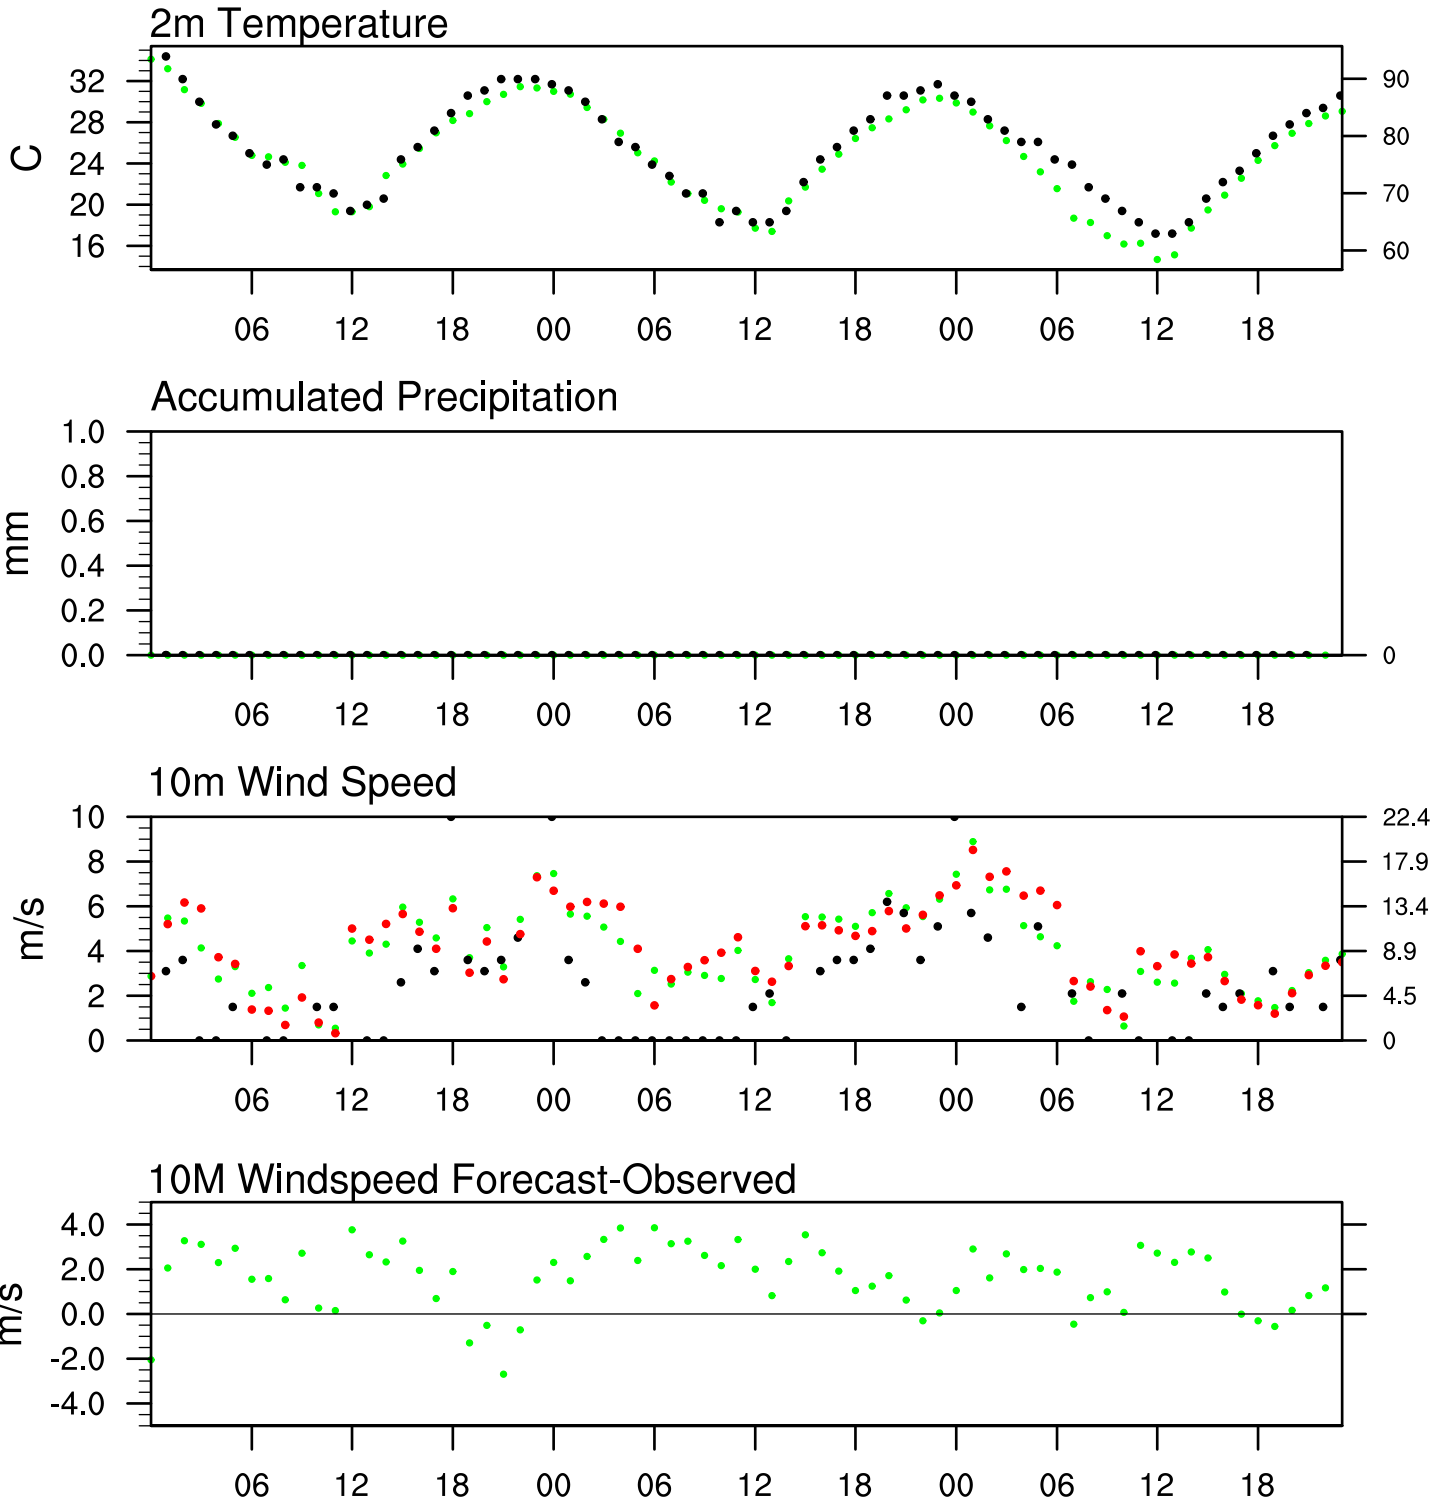 2m Temperature
32
28
24
20
16
C
90
80
70
60
06 12 18 00 06 12 18 00 06 12 18
Accumulated Precipitation
1.0
0.8
0.6
0.4
0.2
0.0
mm
0
06 12 18 00 06 12 18 00 06 12 18
10m Wind Speed
10
8
6
4
2
0
m/s
22.4
17.9
13.4
8.9
4.5
0
06 12 18 00 06 12 18 00 06 12 18
10M Windspeed Forecast-Observed
4.0
2.0
0.0
-2.0
-4.0
m/s
06 12 18 00 06 12 18 00 06 12 18